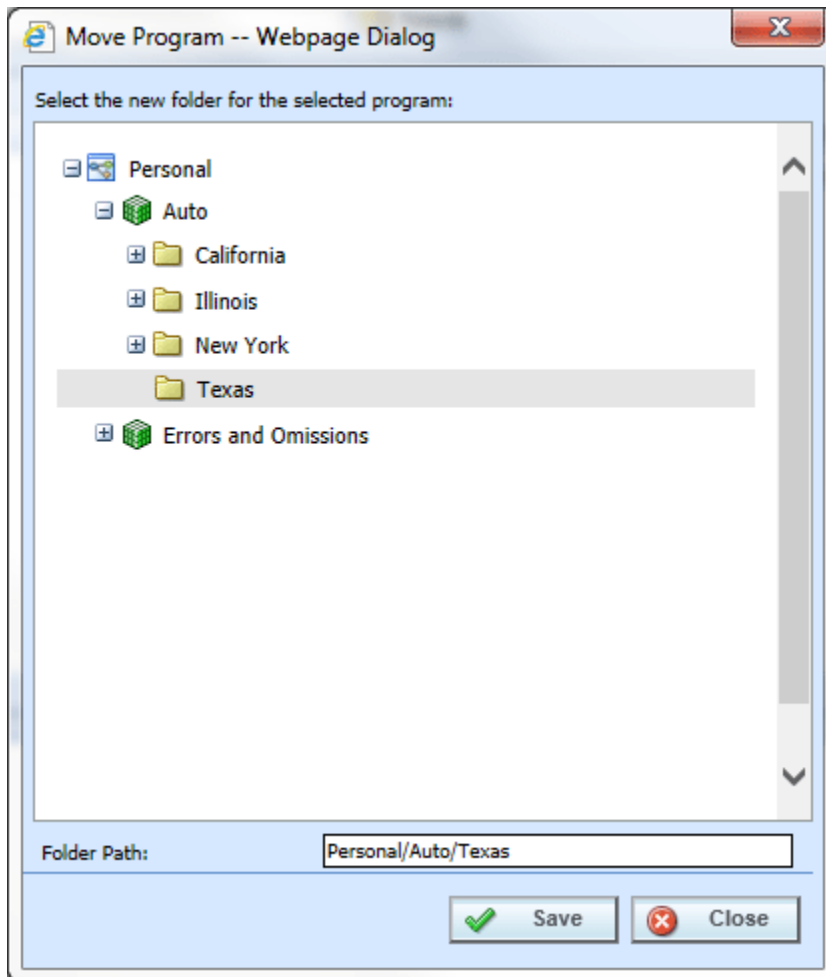 Move Program -- Webpage Dialog
Select the new folder for the selected program:
Personal
Auto
California
Illinois
New York
Texas
Errors and Omissions
Folder Path: Personal/Auto/Texas
Save Close